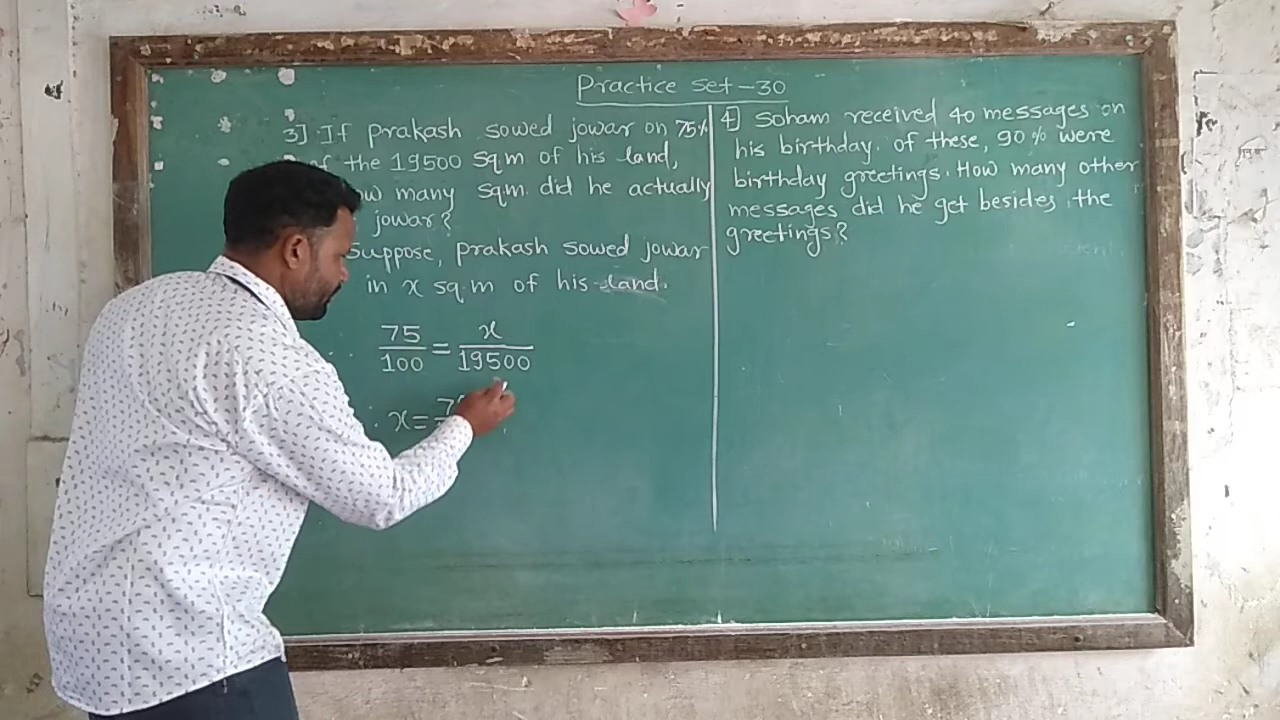 Practice Set-30
3] If prakash sowed jowar on 75%
of the 19500 sq.m of his land,
many sq.m. did he actually
jowar?
Suppose, prakash sowed jowar
in x sq.m of his land.
75/100 = x/19500
x=
4] Soham received 40 messages on
his birthday. Of these, 90% were
birthday greetings. How many other
messages did he get besides the
greetings?